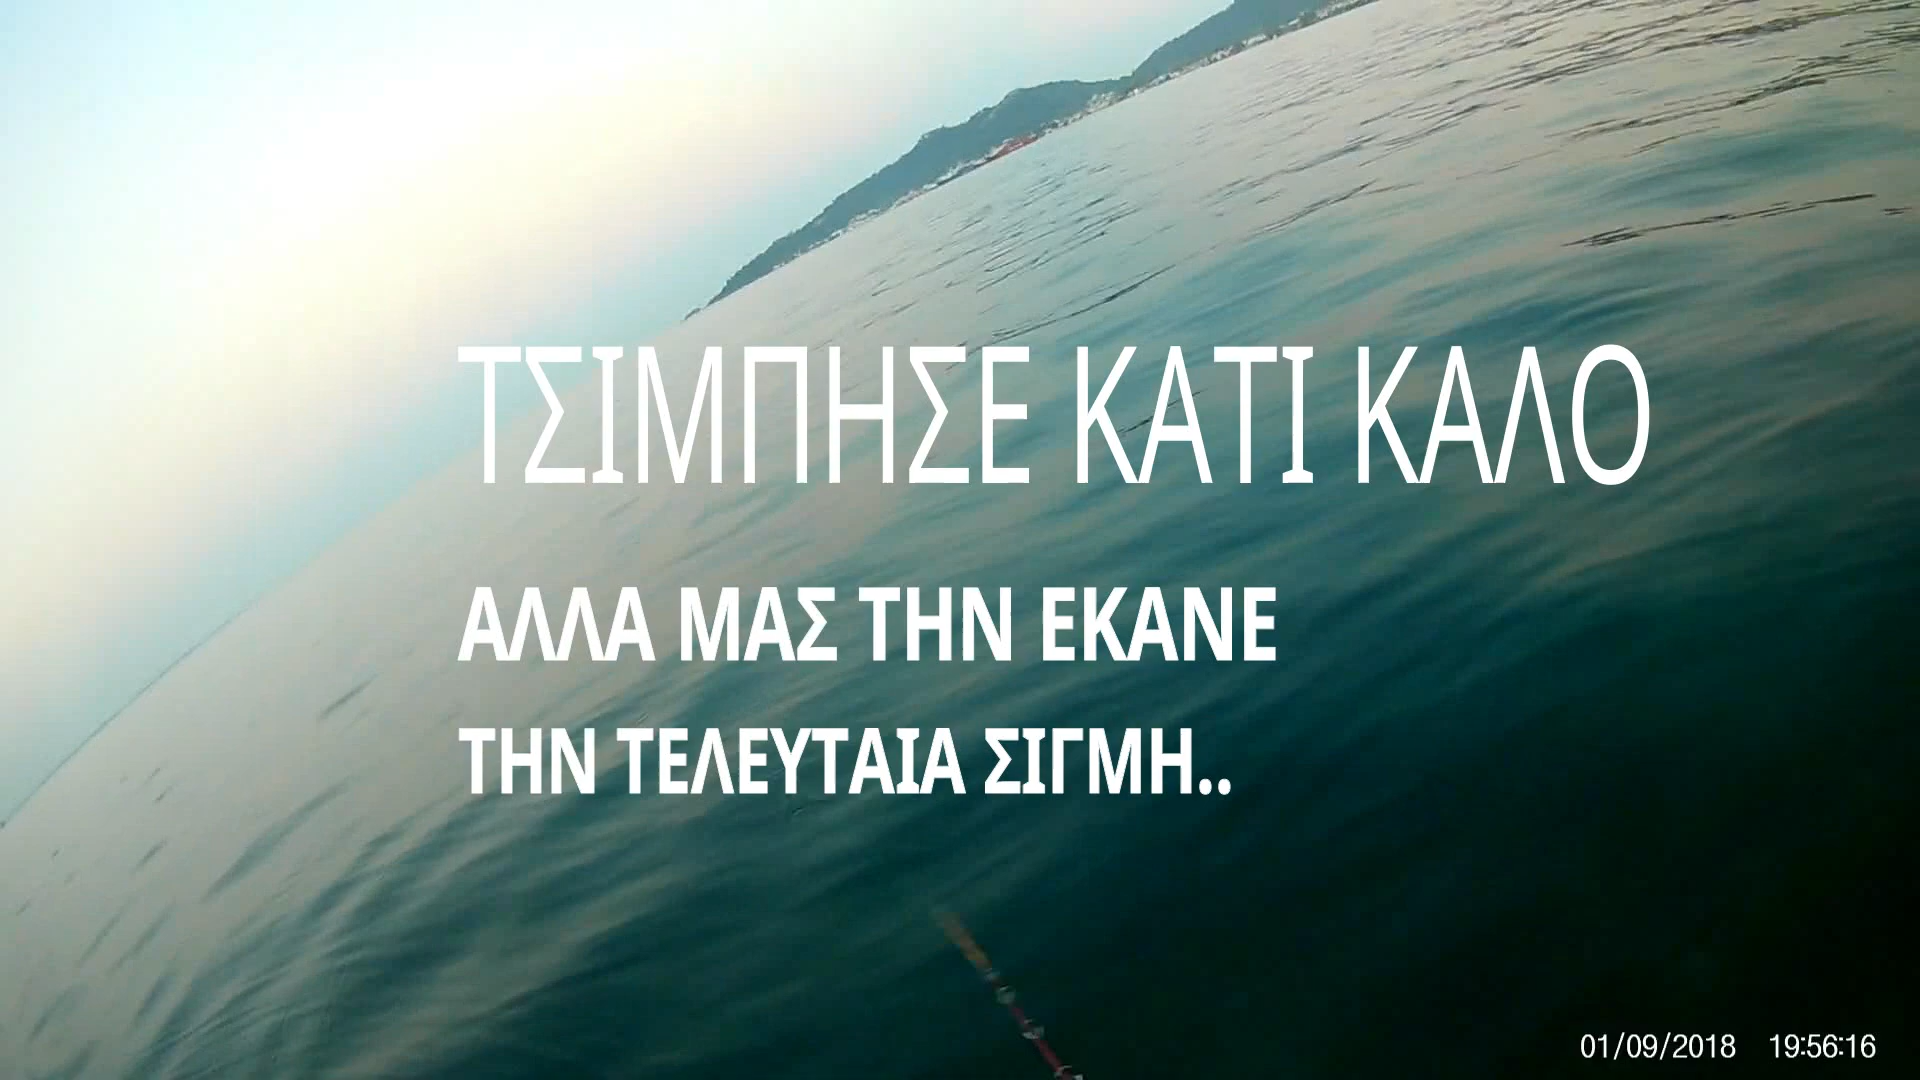 ΤΣΙΜΠΗΣΕ ΚΑΤΙ ΚΑΛΟ
ΑΛΛΑ ΜΑΣ ΤΗΝ ΕΚΑΝΕ
ΤΗΝ ΤΕΛΕΥΤΑΙΑ ΣΙΓΜΗ..
01/09/2018 19:56:16